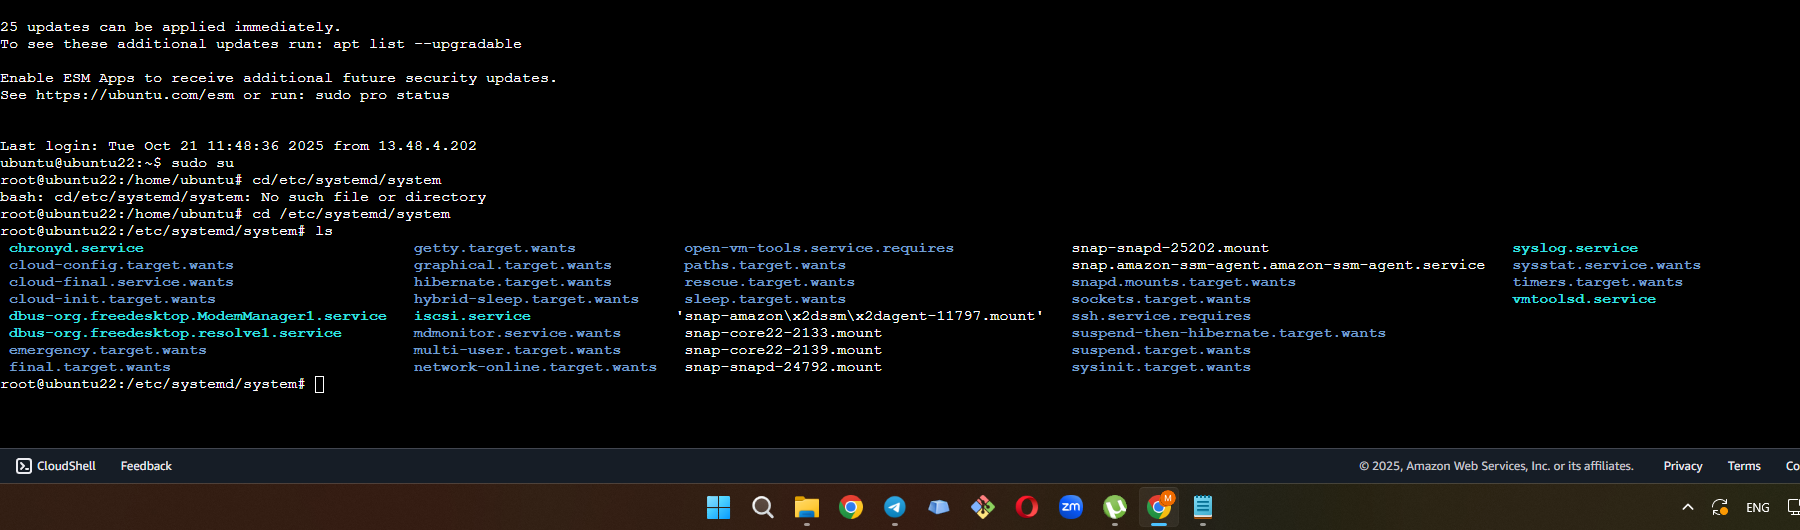 25 updates can be applied immediately.
To see these additional updates run: apt list --upgradable
Enable ESM Apps to receive additional future security updates.
See https://ubuntu.com/esm or run: sudo pro status
Last login: Tue Oct 21 11:48:36 2025 from 13.48.4.202
ubuntu@ubuntu22:~$ sudo su
root@ubuntu22:/home/ubuntu# cd/etc/systemd/system
bash: cd/etc/systemd/system: No such file or directory
root@ubuntu22:/home/ubuntu# cd /etc/systemd/system
root@ubuntu22:/etc/systemd/system# ls
chronyd.service getty.target.wants open-vm-tools.service.requires snap-snapd-25202.mount syslog.service
cloud-config.target.wants graphical.target.wants paths.target.wants snap.amazon-ssm-agent.amazon-ssm-agent.service sysstat.service.wants
cloud-final.service.wants hibernate.target.wants rescue.target.wants snapd.mounts.target.wants timers.target.wants
cloud-init.target.wants hybrid-sleep.target.wants sleep.target.wants sockets.target.wants vmtoolsd.service
dbus-org.freedesktop.ModemManager1.service iscsi.service 'snap-amazon\x2dssm\x2dagent-11797.mount' ssh.service.requires
dbus-org.freedesktop.resolve1.service mdmonitor.service.wants snap-core22-2133.mount suspend-then-hibernate.target.wants
emergency.target.wants multi-user.target.wants snap-core22-2139.mount suspend.target.wants
final.target.wants network-online.target.wants snap-snapd-24792.mount sysinit.target.wants
root@ubuntu22:/etc/systemd/system#
CloudShell Feedback © 2025, Amazon Web Services, Inc. or its affiliates. Privacy Terms Co
zm M ENG